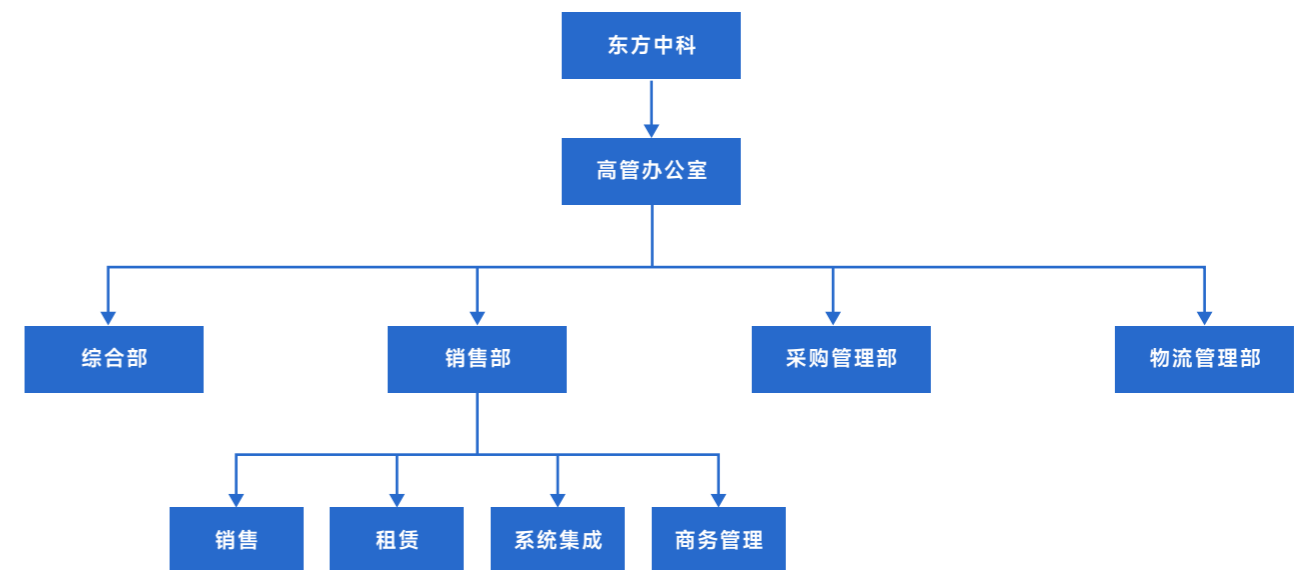 东方中科
高管办公室
综合部
销售部
采购管理部
物流管理部
销售
租赁
系统集成
商务管理